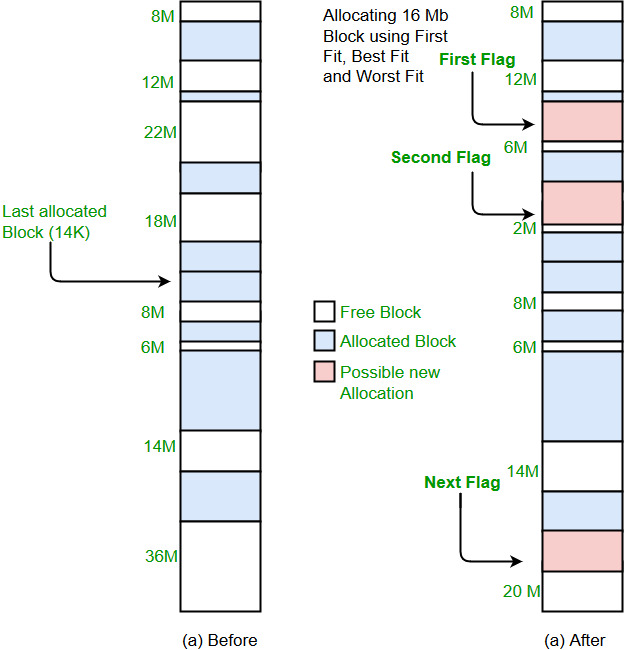 8M
12M
22M
18M
Last allocated
Block (14K)
8M
6M
14M
36M
(a) Before
Allocating 16 Mb
Block using First
Fit, Best Fit
and Worst Fit
Free Block
Allocated Block
Possible new
Allocation
8M
First Flag
12M
6M
Second Flag
2M
8M
6M
14M
Next Flag
20 M
(a) After